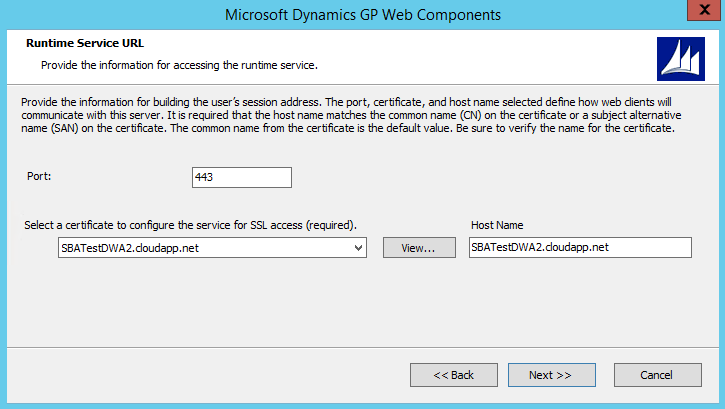 Microsoft Dynamics GP Web Components
X
Runtime Service URL
Provide the information for accessing the runtime service.
Provide the information for building the user's session address. The port, certificate, and host name selected define how web clients will
communicate with this server. It is required that the host name matches the common name (CN) on the certificate or a subject alternative
name (SAN) on the certificate. The common name from the certificate is the default value. Be sure to verify the name for the certificate.
Port:
443
Select a certificate to configure the service for SSL access (required).
Host Name
SBATestDWA2.cloudapp.net
View...
SBATestDWA2.cloudapp.net
<< Back
Next >>
Cancel